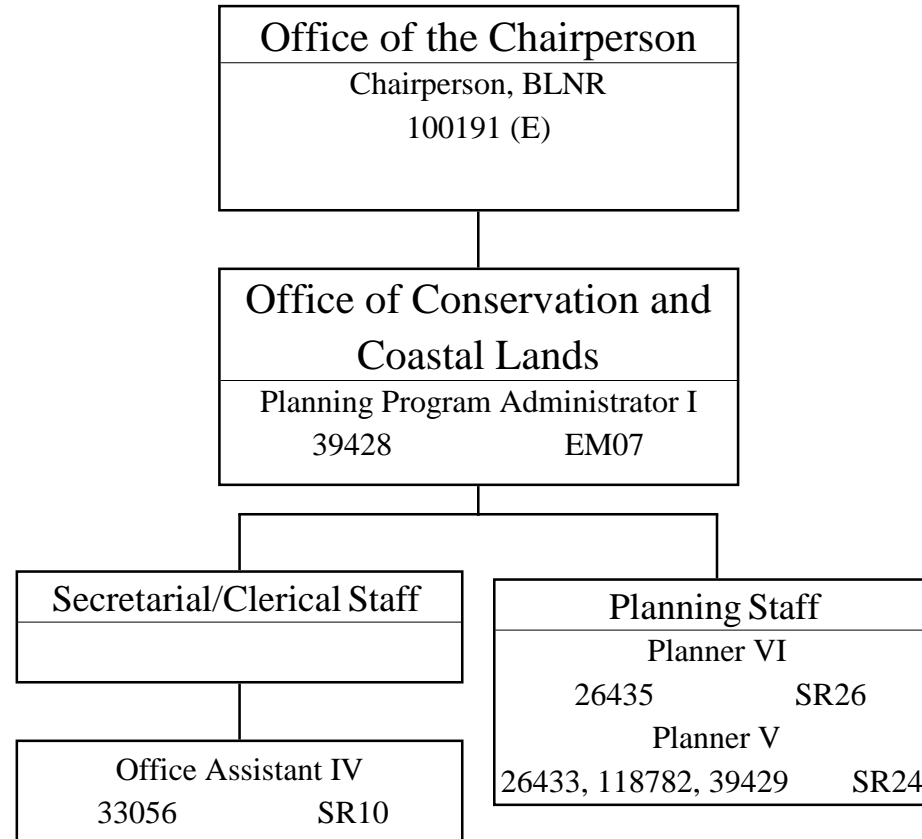 Office of the Chairperson
Chairperson, BLNR
100191 (E)
Office of Conservation and
Coastal Lands
Planning Program Administrator I
39428 EM07
Secretarial/Clerical Staff
Office Assistant IV
33056 SR10
Planning Staff
Planner VI
26435 SR26
Planner V
26433, 118782, 39429 SR24